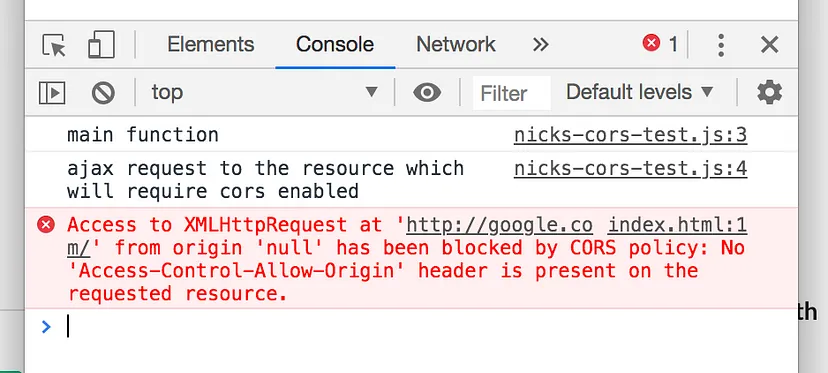 Elements Console Network » 1
top ▼ Filter Default levels ▼
main function nicks-cors-test.js:3
ajax request to the resource which nicks-cors-test.js:4
will require cors enabled
Access to XMLHttpRequest at 'http://google.co index.html:1
m/' from origin 'null' has been blocked by CORS policy: No
'Access-Control-Allow-Origin' header is present on the
requested resource.
>
th